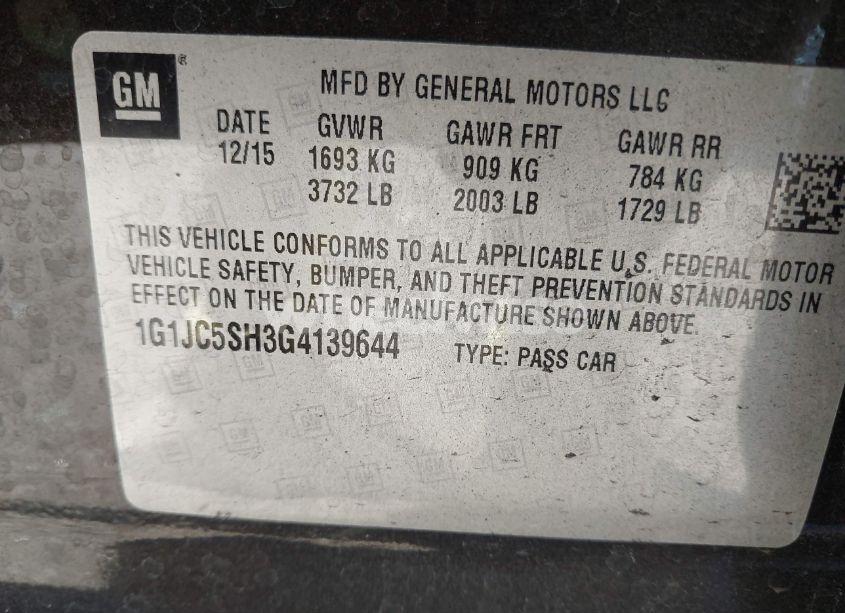 GM® MFD BY GENERAL MOTORS LLC
DATE GVWR GAWR FRT GAWR RR
12/15 1693 KG 909 KG 784 KG
3732 LB 2003 LB 1729 LB
THIS VEHICLE CONFORMS TO ALL APPLICABLE U.S. FEDERAL MOTOR
VEHICLE SAFETY, BUMPER, AND THEFT PREVENTION STANDARDS IN
EFFECT ON THE DATE OF MANUFACTURE SHOWN ABOVE.
1G1JC5SH3G4139644 TYPE: PASS CAR